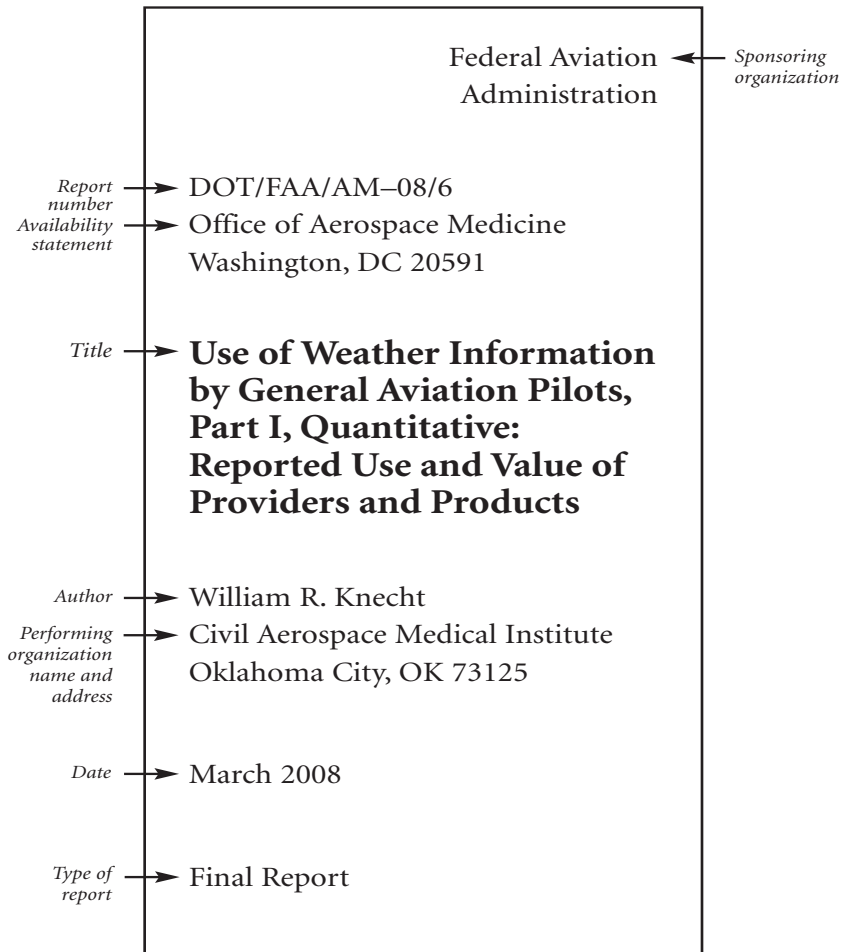 Federal Aviation
Administration
Sponsoring
organization
Report
number
DOT/FAA/AM–08/6
Availability
statement
Office of Aerospace Medicine
Washington, DC 20591
Title
Use of Weather Information
by General Aviation Pilots,
Part I, Quantitative:
Reported Use and Value of
Providers and Products
Author
William R. Knecht
Performing
organization
name and
address
Civil Aerospace Medical Institute
Oklahoma City, OK 73125
Date
March 2008
Type of
report
Final Report